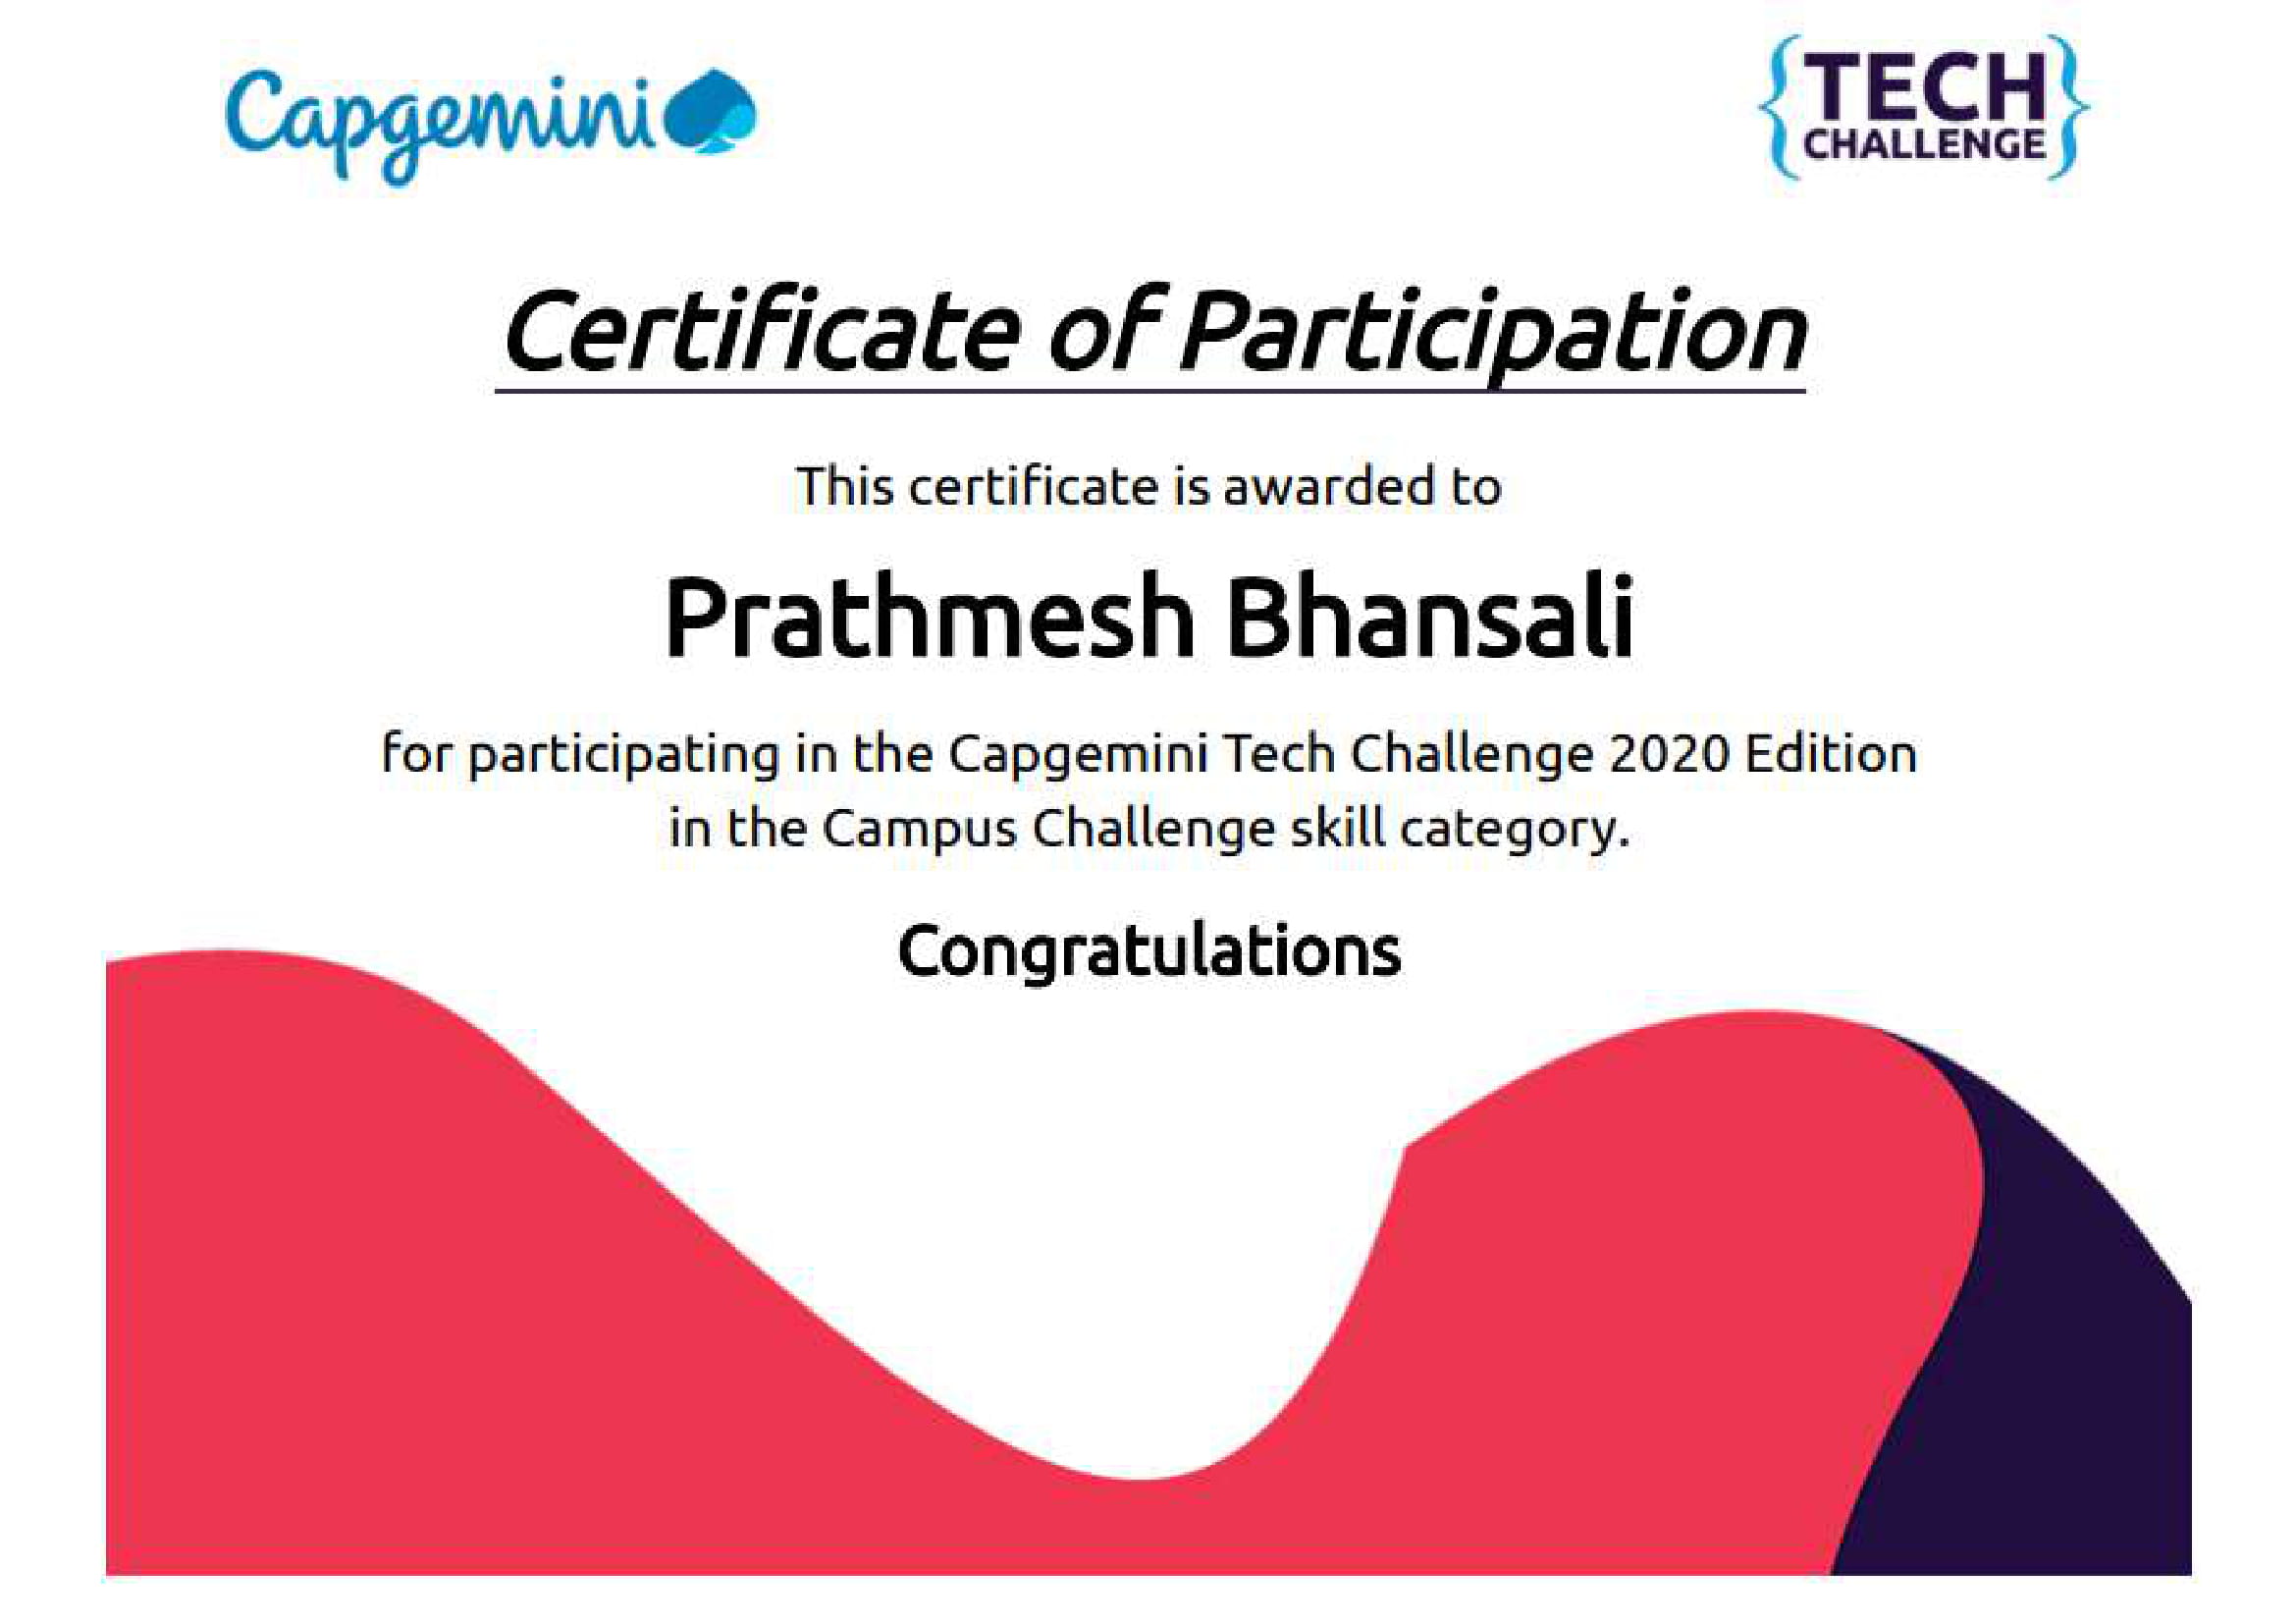 Capgemini
{TECH
CHALLENGE}
Certificate of Participation
This certificate is awarded to
Prathmesh Bhansali
for participating in the Capgemini Tech Challenge 2020 Edition
in the Campus Challenge skill category.
Congratulations